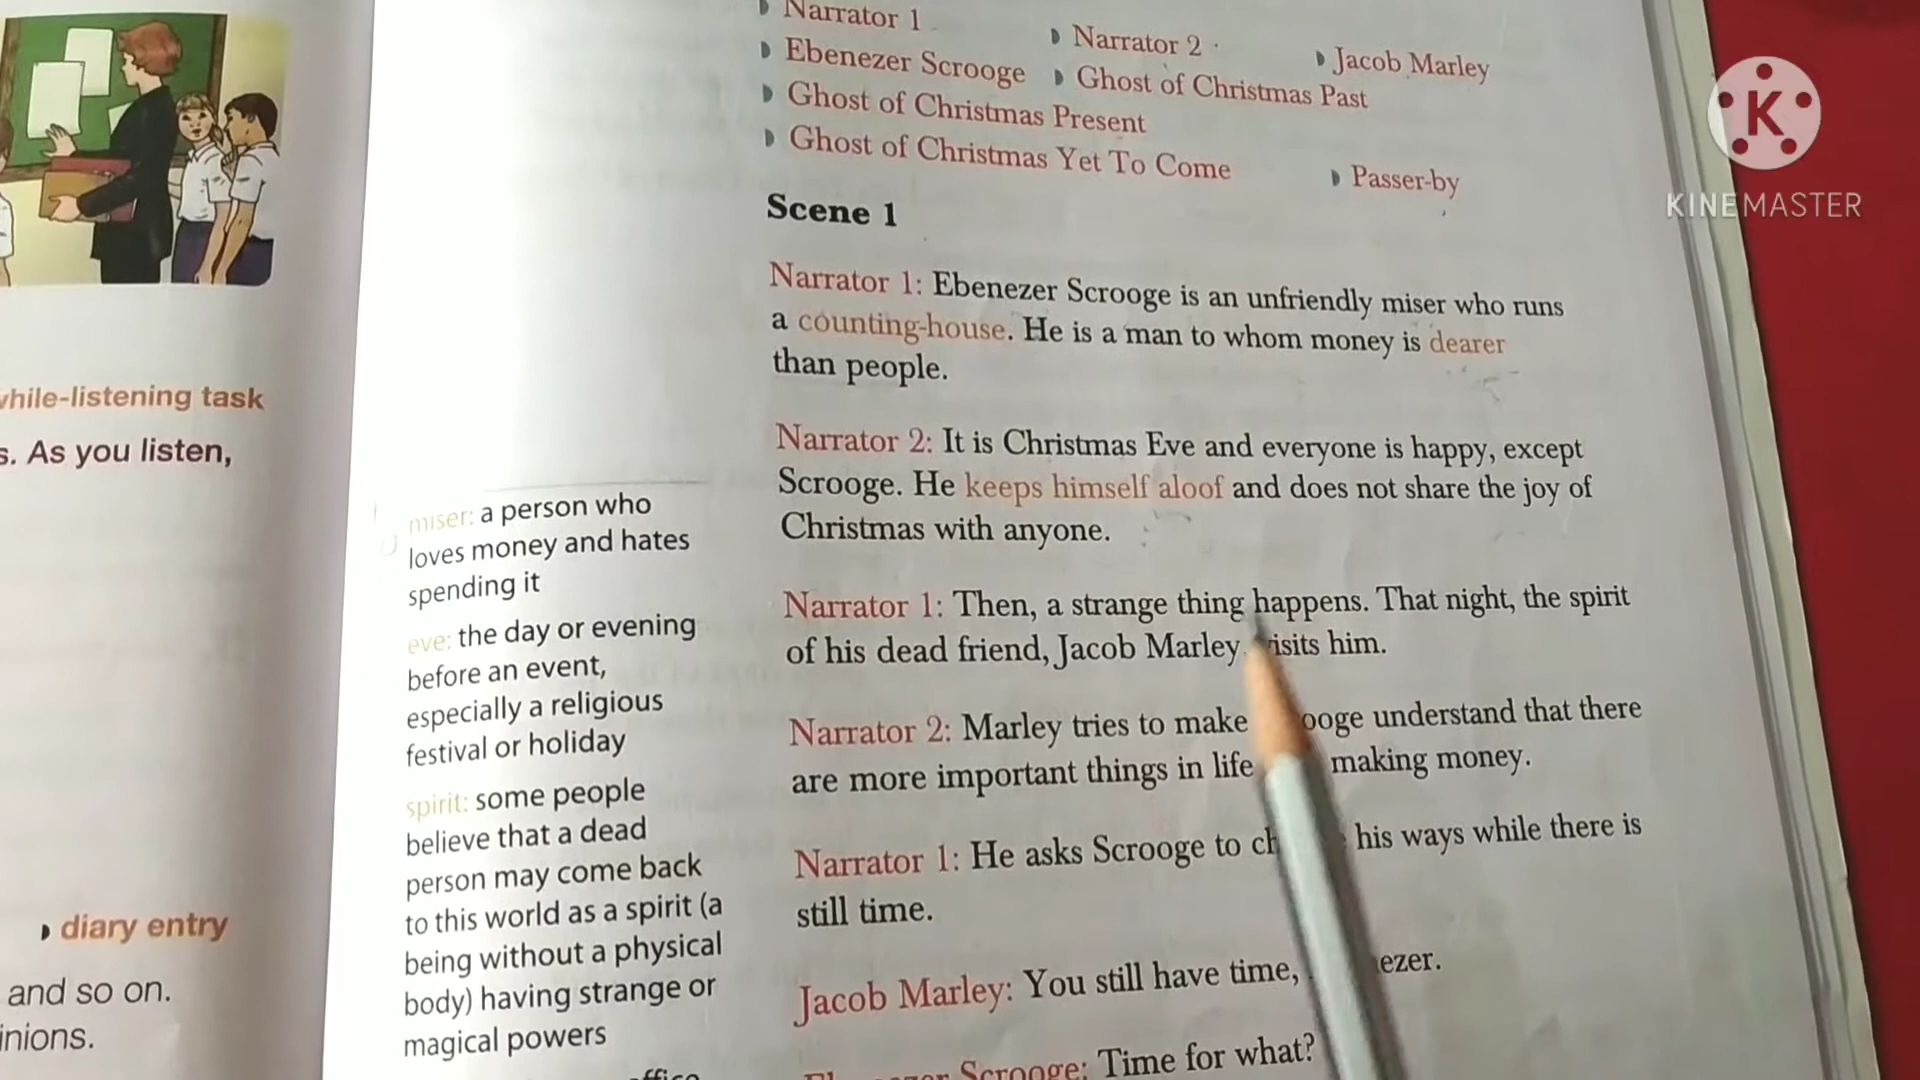 Narrator 1
Narrator 2
Jacob Marley
Ebenezer Scrooge
Ghost of Christmas Past
Ghost of Christmas Present
Ghost of Christmas Yet To Come
Passer-by
Scene 1
Narrator 1: Ebenezer Scrooge is an unfriendly miser who runs
a counting-house. He is a man to whom money is dearer
than people.
Narrator 2: It is Christmas Eve and everyone is happy, except
Scrooge. He keeps himself aloof and does not share the joy of
Christmas with anyone.
Narrator 1: Then, a strange thing happens. That night, the spirit
of his dead friend, Jacob Marley visits him.
Narrator 2: Marley tries to make Scrooge understand that there
are more important things in life making money.
Narrator 1: He asks Scrooge to his ways while there is
still time.
Jacob Marley: You still have time, Ebenezer.
Ebenezer Scrooge: Time for what?
miser: a person who
loves money and hates
spending it
eve: the day or evening
before an event,
especially a religious
festival or holiday
spirit: some people
believe that a dead
person may come back
to this world as a spirit (a
being without a physical
body) having strange or
magical powers
while-listening task
s. As you listen,
diary entry
and so on.
inions.
K
KINEMASTER